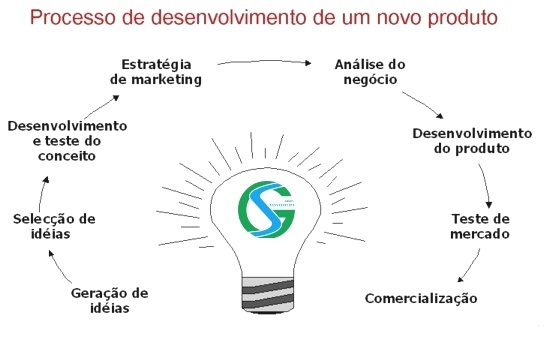 Processo de desenvolvimento de um novo produto
Estratégia
de marketing
Análise do
negócio
Desenvolvimento
e teste do
conceito
Desenvolvimento
do produto
Selecção de
idéias
Teste de
mercado
Geração de
idéias
Comercialização